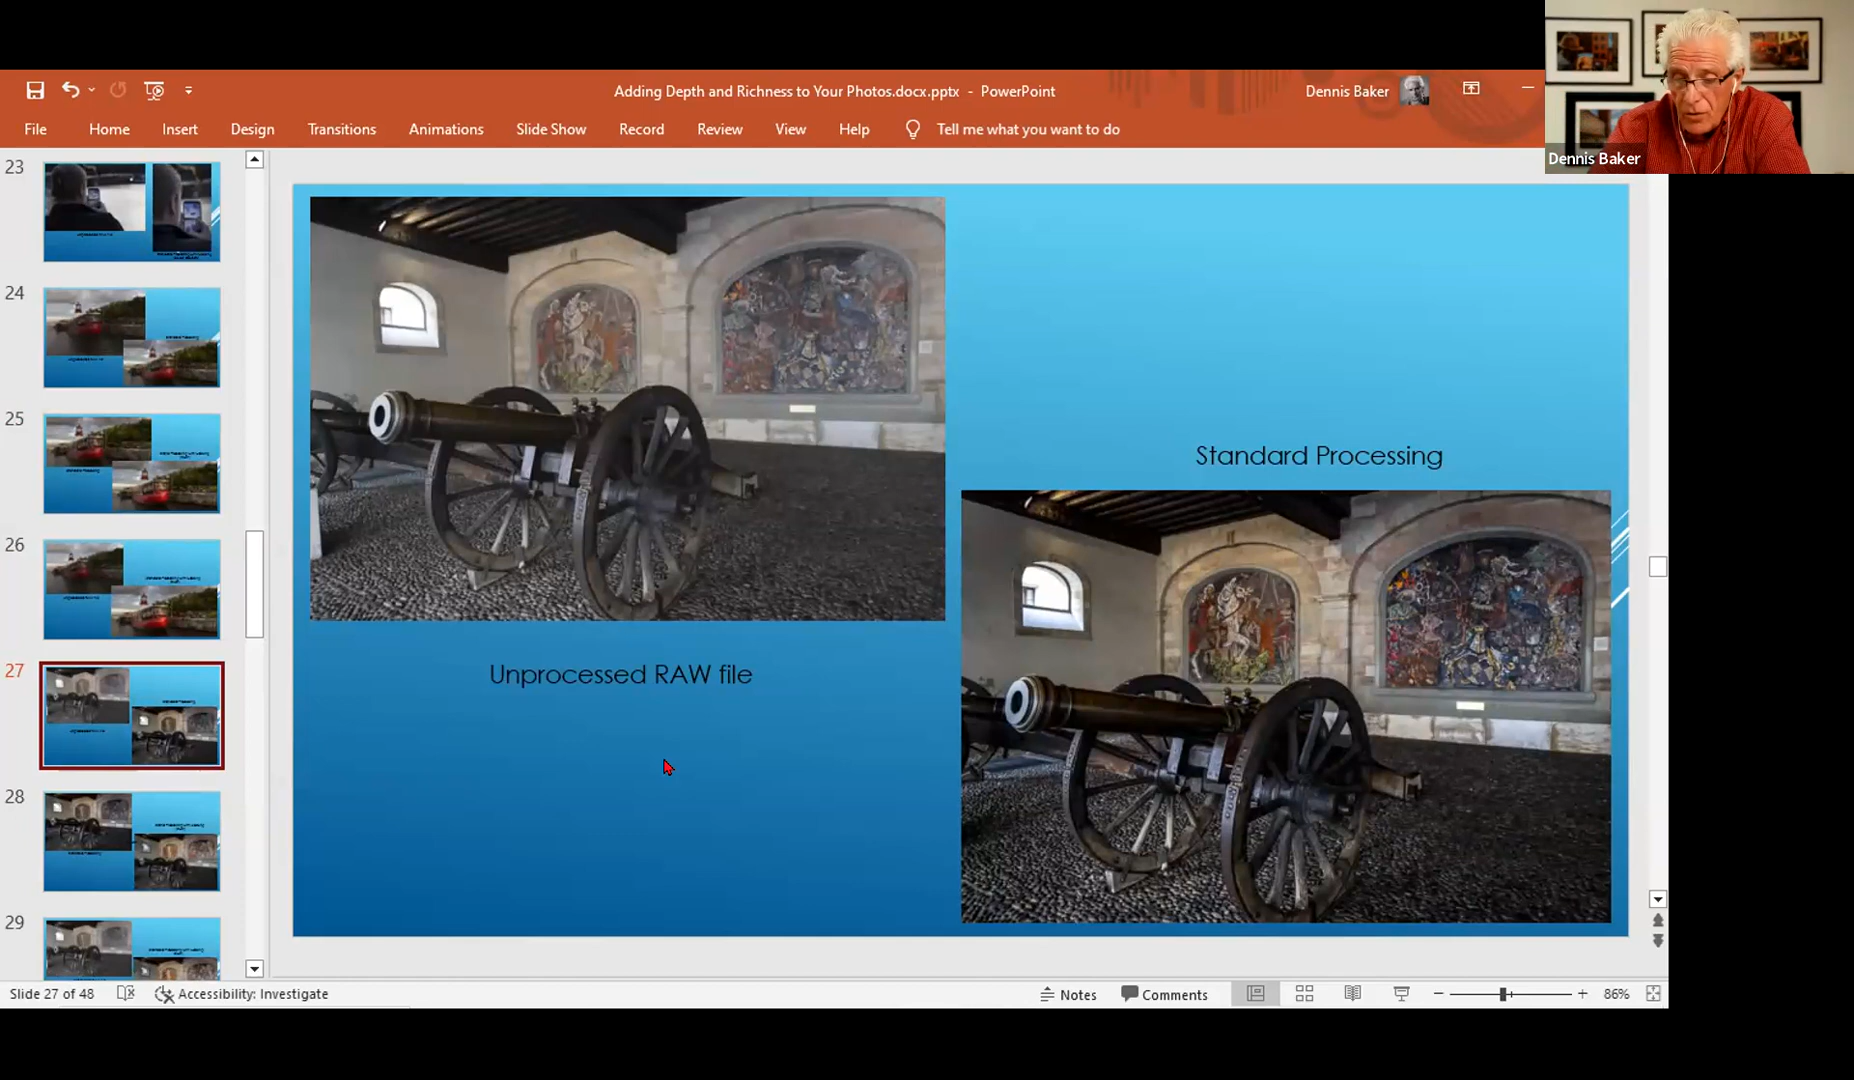 Adding Depth and Richness to Your Photos.docx.pptx - PowerPoint
Dennis Baker
File Home Insert Design Transitions Animations Slide Show Record Review View Help Tell me what you want to do
Dennis Baker
23
24
25
26
27
28
29
Standard Processing
Unprocessed RAW file
Slide 27 of 48 Accessibility: Investigate Notes Comments 86%